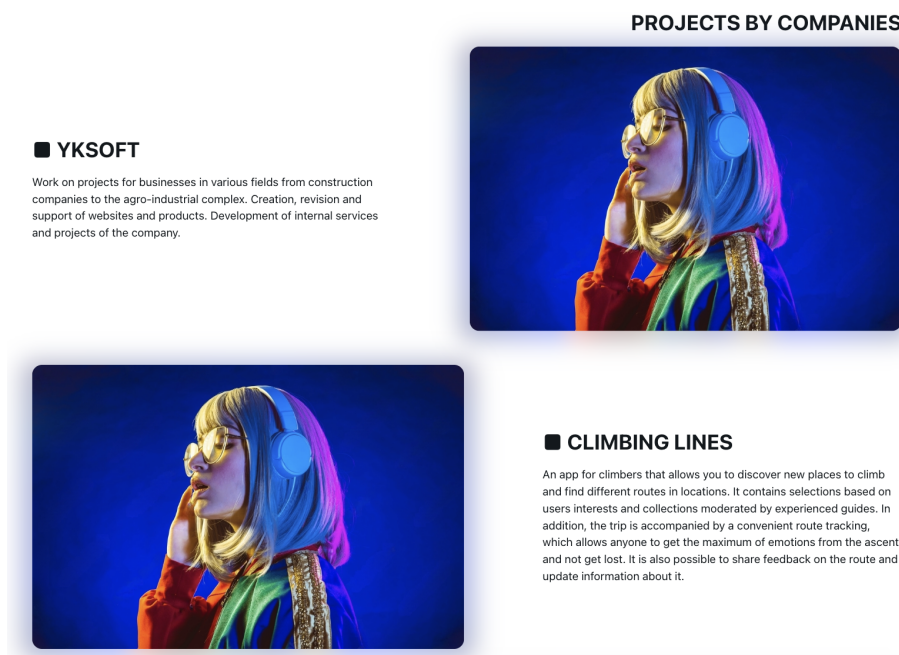 PROJECTS BY COMPANIES
YKSOFT
Work on projects for businesses in various fields from construction
companies to the agro-industrial complex. Creation, revision and
support of websites and products. Development of internal services
and projects of the company.
CLIMBING LINES
An app for climbers that allows you to discover new places to climb
and find different routes in locations. It contains selections based on
users interests and collections moderated by experienced guides. In
addition, the trip is accompanied by a convenient route tracking,
which allows anyone to get the maximum of emotions from the ascent
and not get lost. It is also possible to share feedback on the route and
update information about it.